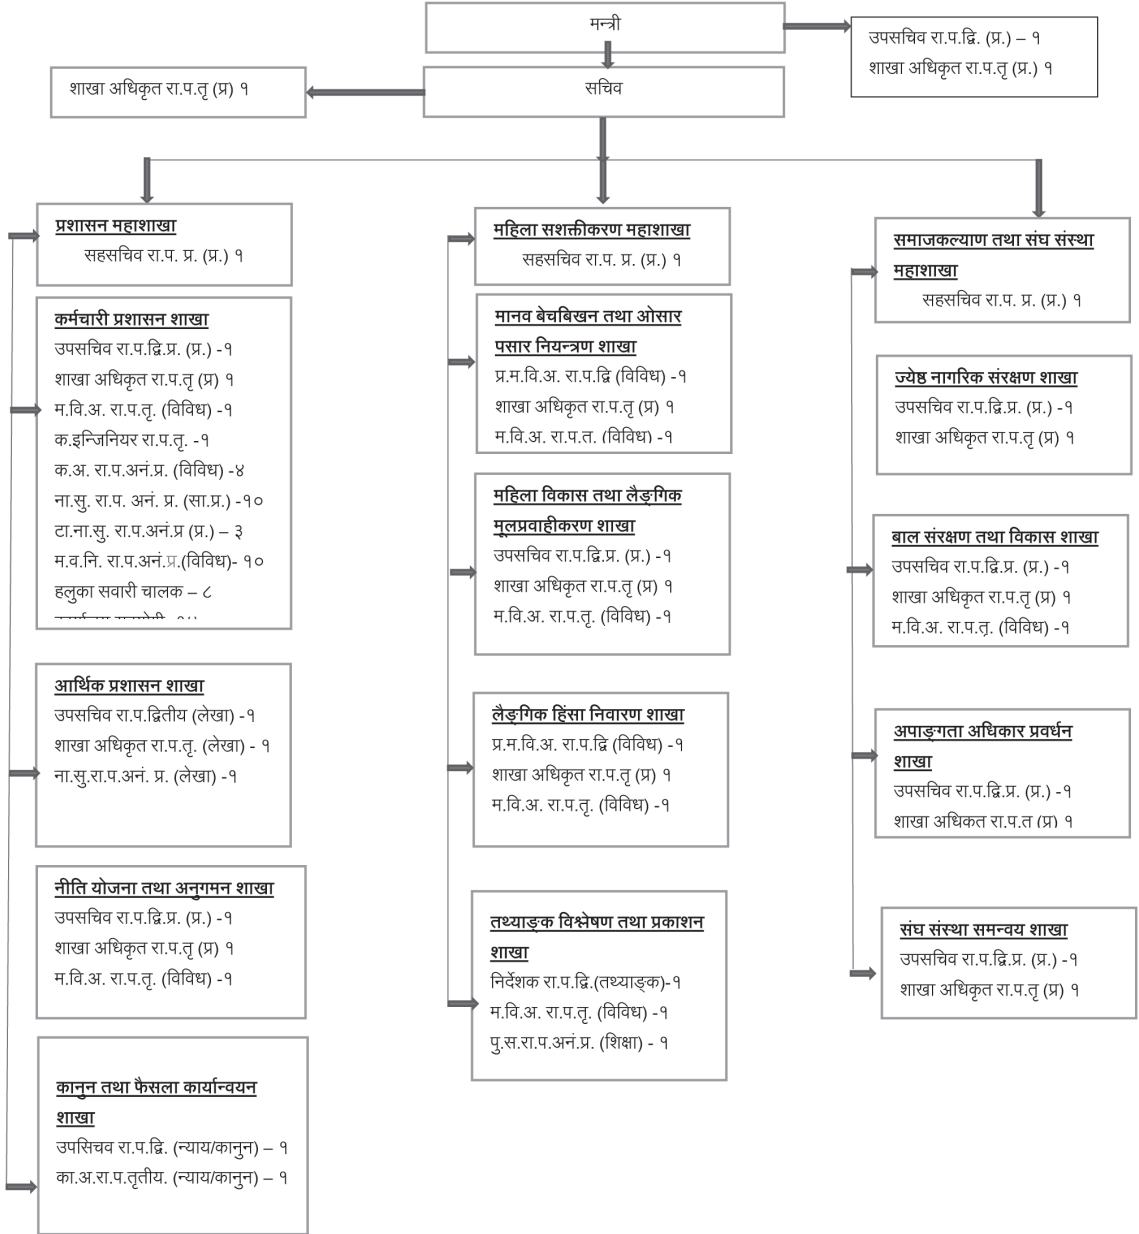 मन्त्री
उपसचिव रा.प.द्वि. (प्र.) – १
शाखा अधिकृत रा.प.तृ (प्र.) १
शाखा अधिकृत रा.प.तृ (प्र) १
सचिव
प्रशासन महाशाखा
सहसचिव रा.प. प्र. (प्र.) १
कर्मचारी प्रशासन शाखा
उपसचिव रा.प.द्वि.प्र. (प्र.) -१
शाखा अधिकृत रा.प.तृ (प्र) १
म.वि.अ. रा.प.तृ. (विविध) -१
क.इन्जिनियर रा.प.तृ. -१
क.अ. रा.प.अनं.प्र. (विविध) -४
ना.सु. रा.प. अनं. प्र. (सा.प्र.) -१०
टा.ना.सु. रा.प.अनं.प्र (प्र.) – ३
म.व.नि. रा.प.अनं.प्र.(विविध)- १०
हलुका सवारी चालक – ८
आर्थिक प्रशासन शाखा
उपसचिव रा.प.द्वितीय (लेखा) -१
शाखा अधिकृत रा.प.तृ. (लेखा) - १
ना.सु.रा.प.अनं. प्र. (लेखा) -१
नीति योजना तथा अनुगमन शाखा
उपसचिव रा.प.द्वि.प्र. (प्र.) -१
शाखा अधिकृत रा.प.तृ (प्र) १
म.वि.अ. रा.प.तृ. (विविध) -१
कानुन तथा फैसला कार्यान्वयन
शाखा
उपसिचव रा.प.द्वि. (न्याय/कानुन) – १
का.अ.रा.प.तृतीय. (न्याय/कानुन) – १
महिला सशक्तीकरण महाशाखा
सहसचिव रा.प. प्र. (प्र.) १
मानव बेचबिखन तथा ओसार
पसार नियन्त्रण शाखा
प्र.म.वि.अ. रा.प.द्वि (विविध) -१
शाखा अधिकृत रा.प.तृ (प्र) १
म.वि.अ. रा.प.तृ. (विविध) -१
महिला विकास तथा लैङ्गिक
मूलप्रवाहीकरण शाखा
उपसचिव रा.प.द्वि.प्र. (प्र.) -१
शाखा अधिकृत रा.प.तृ (प्र) १
म.वि.अ. रा.प.तृ. (विविध) -१
लैङ्गिक हिंसा निवारण शाखा
प्र.म.वि.अ. रा.प.द्वि (विविध) -१
शाखा अधिकृत रा.प.तृ (प्र) १
म.वि.अ. रा.प.तृ. (विविध) -१
तथ्याङ्क विश्लेषण तथा प्रकाशन
शाखा
निर्देशक रा.प.द्वि.(तथ्याङ्क)-१
म.वि.अ. रा.प.तृ. (विविध) -१
पु.स.रा.प.अनं.प्र. (शिक्षा) - १
समाजकल्याण तथा संघ संस्था
महाशाखा
सहसचिव रा.प. प्र. (प्र.) १
ज्येष्ठ नागरिक संरक्षण शाखा
उपसचिव रा.प.द्वि.प्र. (प्र.) -१
शाखा अधिकृत रा.प.तृ (प्र) १
बाल संरक्षण तथा विकास शाखा
उपसचिव रा.प.द्वि.प्र. (प्र.) -१
शाखा अधिकृत रा.प.तृ (प्र) १
म.वि.अ. रा.प.तृ. (विविध) -१
अपाङ्गता अधिकार प्रवर्धन
शाखा
उपसचिव रा.प.द्वि.प्र. (प्र.) -१
शाखा अधिकृत रा.प.तृ (प्र) १
संघ संस्था समन्वय शाखा
उपसचिव रा.प.द्वि.प्र. (प्र.) -१
शाखा अधिकृत रा.प.तृ (प्र) १